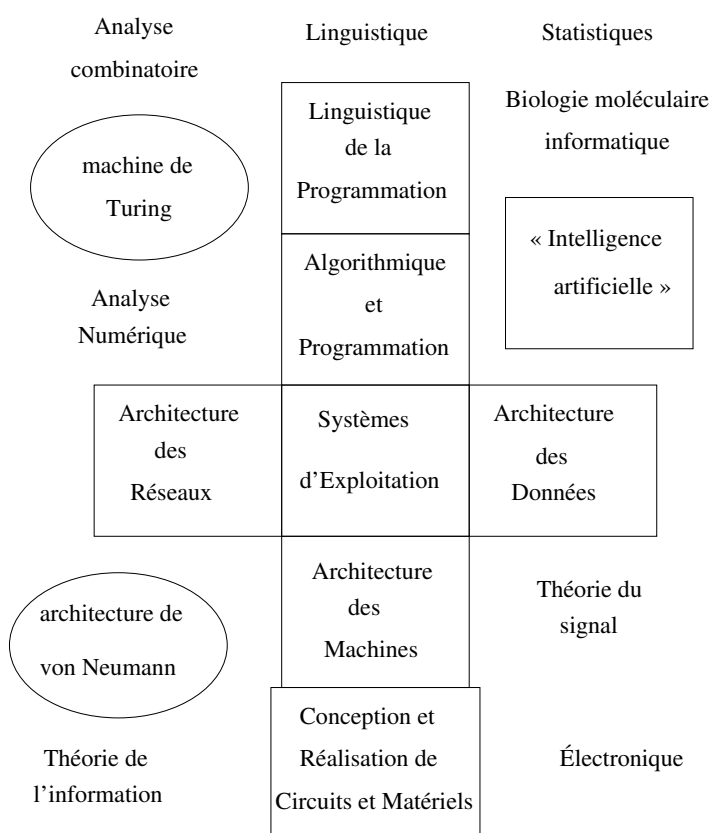 Analyse
combinatoire
Linguistique
Statistiques
Linguistique
de la
Programmation
Biologie moléculaire
informatique
machine de
Turing
« Intelligence
artificielle »
Algorithmique
et
Programmation
Analyse
Numérique
Architecture
des
Réseaux
Systèmes
d’Exploitation
Architecture
des
Données
Architecture
des
Machines
architecture de
von Neumann
Théorie du
signal
Conception et
Réalisation de
Circuits et Matériels
Théorie de
l’information
Électronique